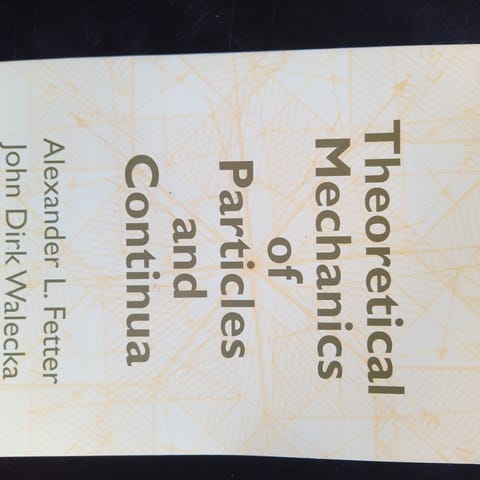 Theoretical
Mechanics
of
Particles
and
Continua
Alexander L. Fetter
John Dirk Walecka